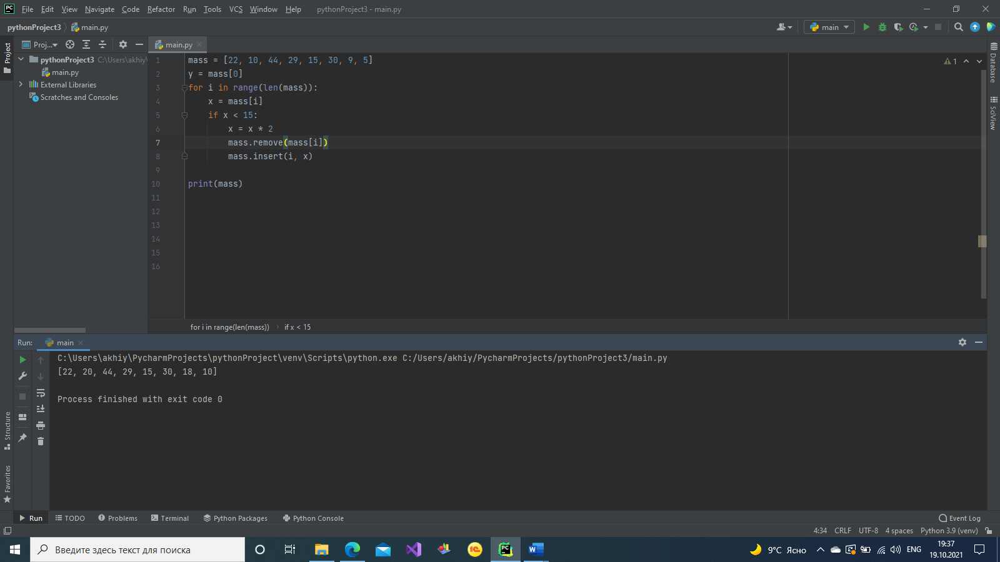 PC File Edit View Navigate Code Refactor Run Tools VCS Window Help pythonProject3 - main.py
pythonProject3 main.py
main
Project
Proj...
main.py
pythonProject3 C:\Users\akhiy\
main.py
External Libraries
Scratches and Consoles
1 mass = [22, 10, 44, 29, 15, 30, 9, 5]
2 y = mass[0]
3 for i in range(len(mass)):
4     x = mass[i]
5     if x < 15:
6         x = x * 2
7         mass.remove(mass[i])
8         mass.insert(i, x)
9
10 print(mass)
11
12
13
14
15
16
1
Database
SciView
for i in range(len(mass)) › if x < 15
Run: main
C:\Users\akhiy\PycharmProjects\pythonProject\venv\Scripts\python.exe C:/Users/akhiy/PycharmProjects/pythonProject3/main.py
[22, 20, 44, 29, 15, 30, 18, 10]
Process finished with exit code 0
Structure
Favorites
Run TODO Problems Terminal Python Packages Python Console Event Log
4:34 CRLF UTF-8 4 spaces Python 3.9 (venv)
Введите здесь текст для поиска
1С
PC
W
9°C Ясно
ENG
19:37
19.10.2021